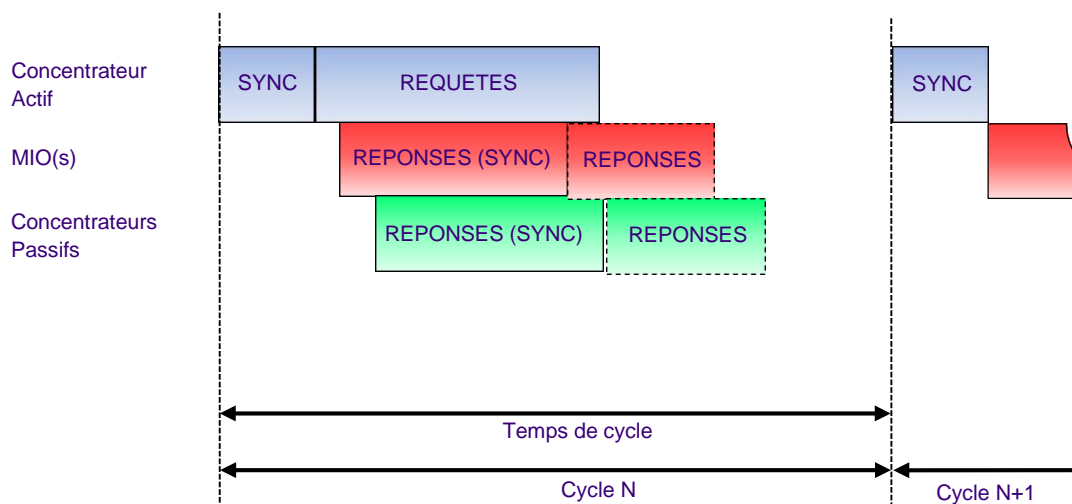 Concentrateur
Actif
SYNC
REQUETES
SYNC
MIO(s)
REPONSES (SYNC)
REPONSES
Concentrateurs
Passifs
REPONSES (SYNC)
REPONSES
Temps de cycle
Cycle N
Cycle N+1